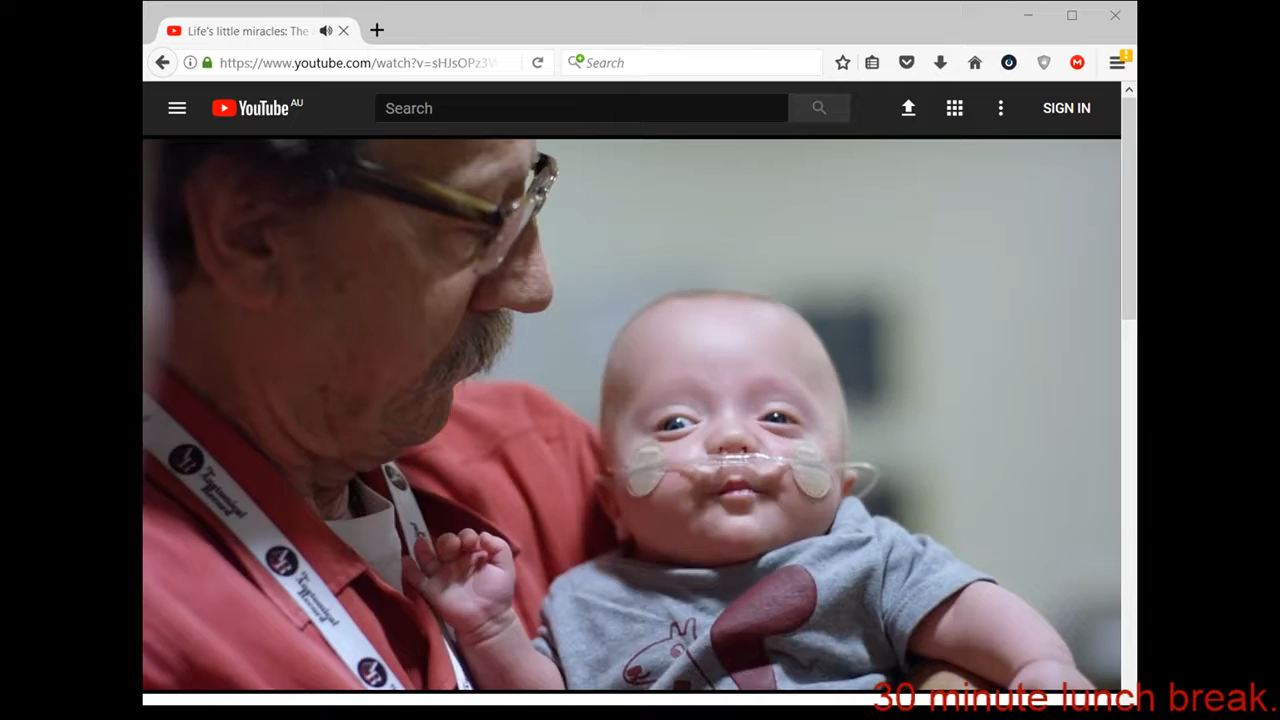 Life's little miracles: The
https://www.youtube.com/watch?v=sHJsOPz3W
Search
YouTube AU
Search
SIGN IN
30 minute lunch break.